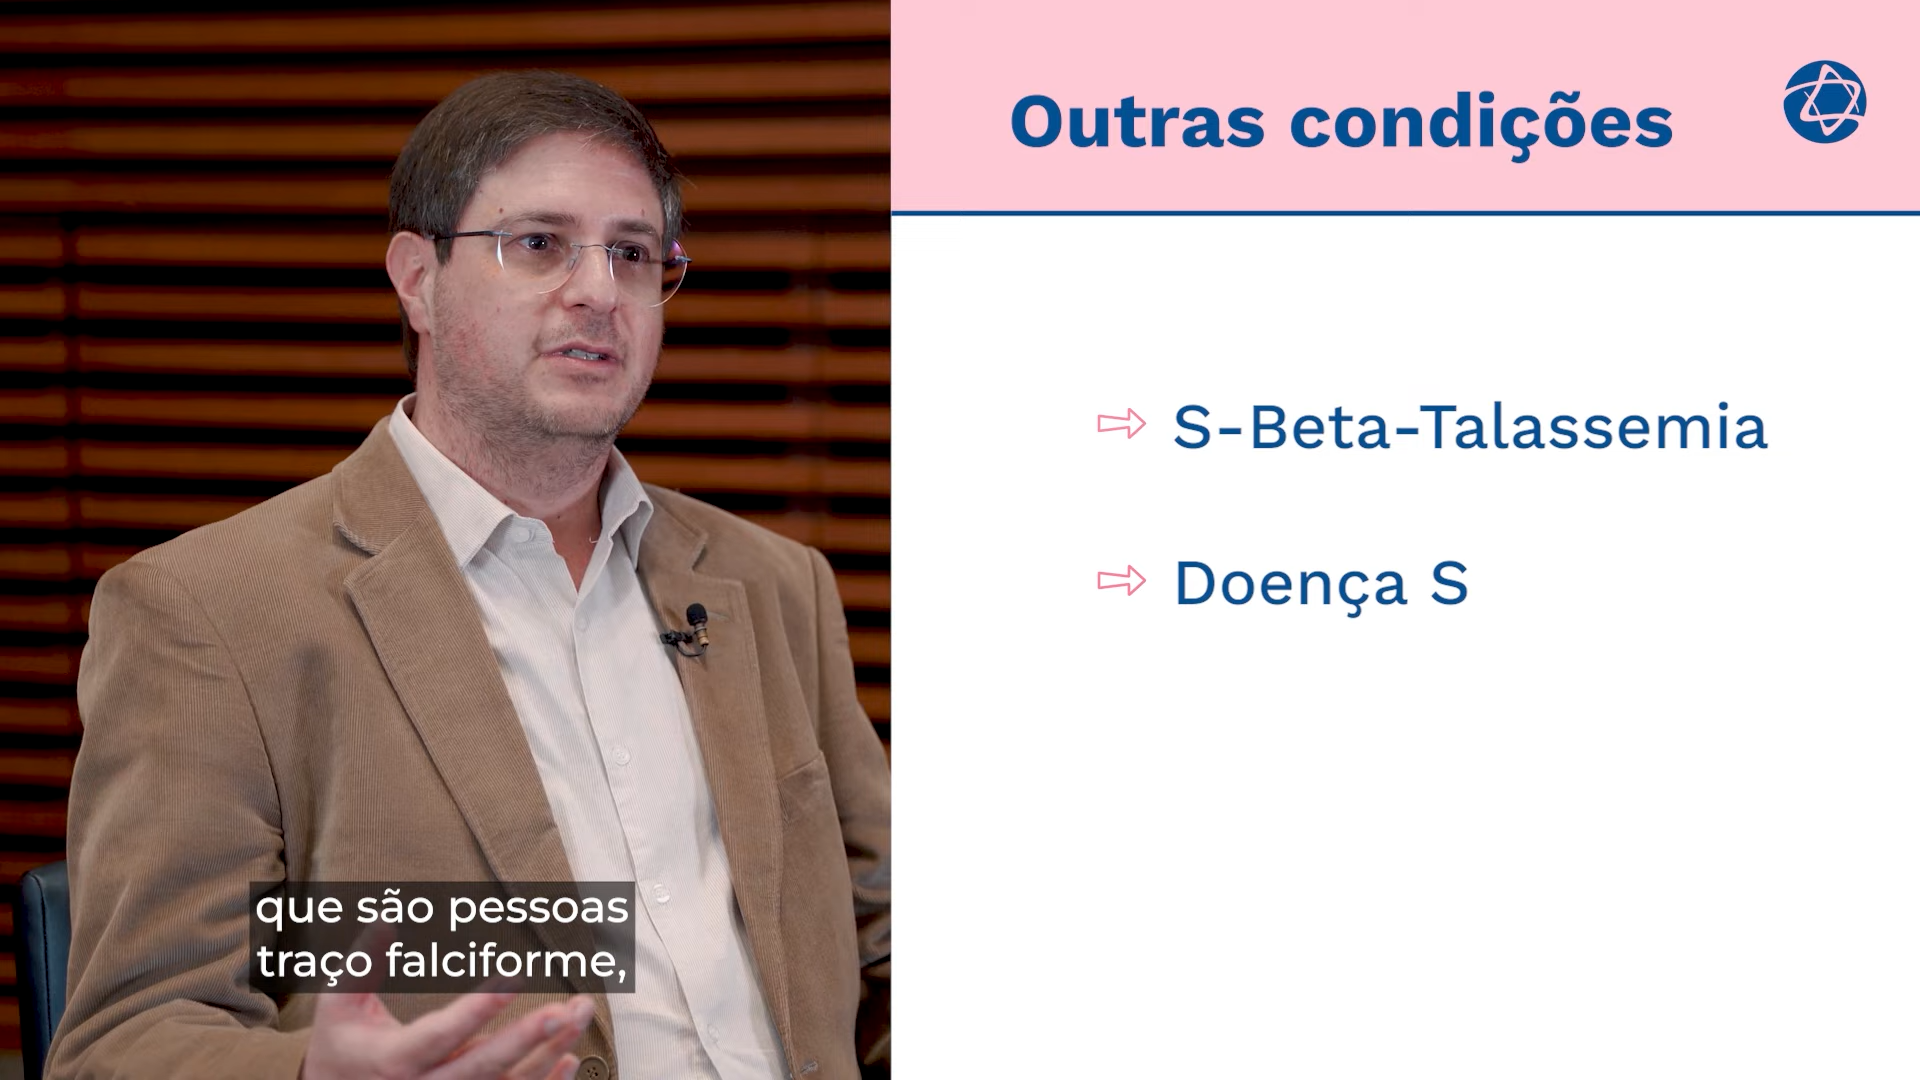 Outras condições
S-Beta-Talassemia
Doença S
que são pessoas
traço falciforme,